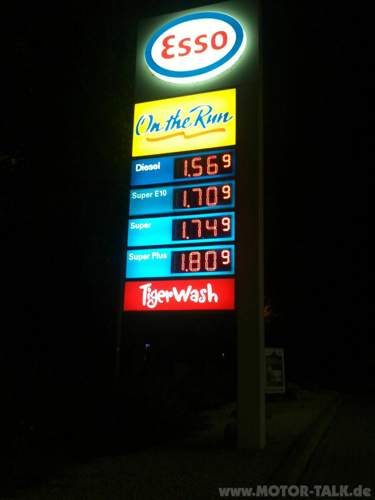 Esso
On the Run
Diesel 1.56⁹
Super E10 1.70⁹
Super 1.74⁹
Super Plus 1.80⁹
TigerWash
www.MOTOR-TALK.de